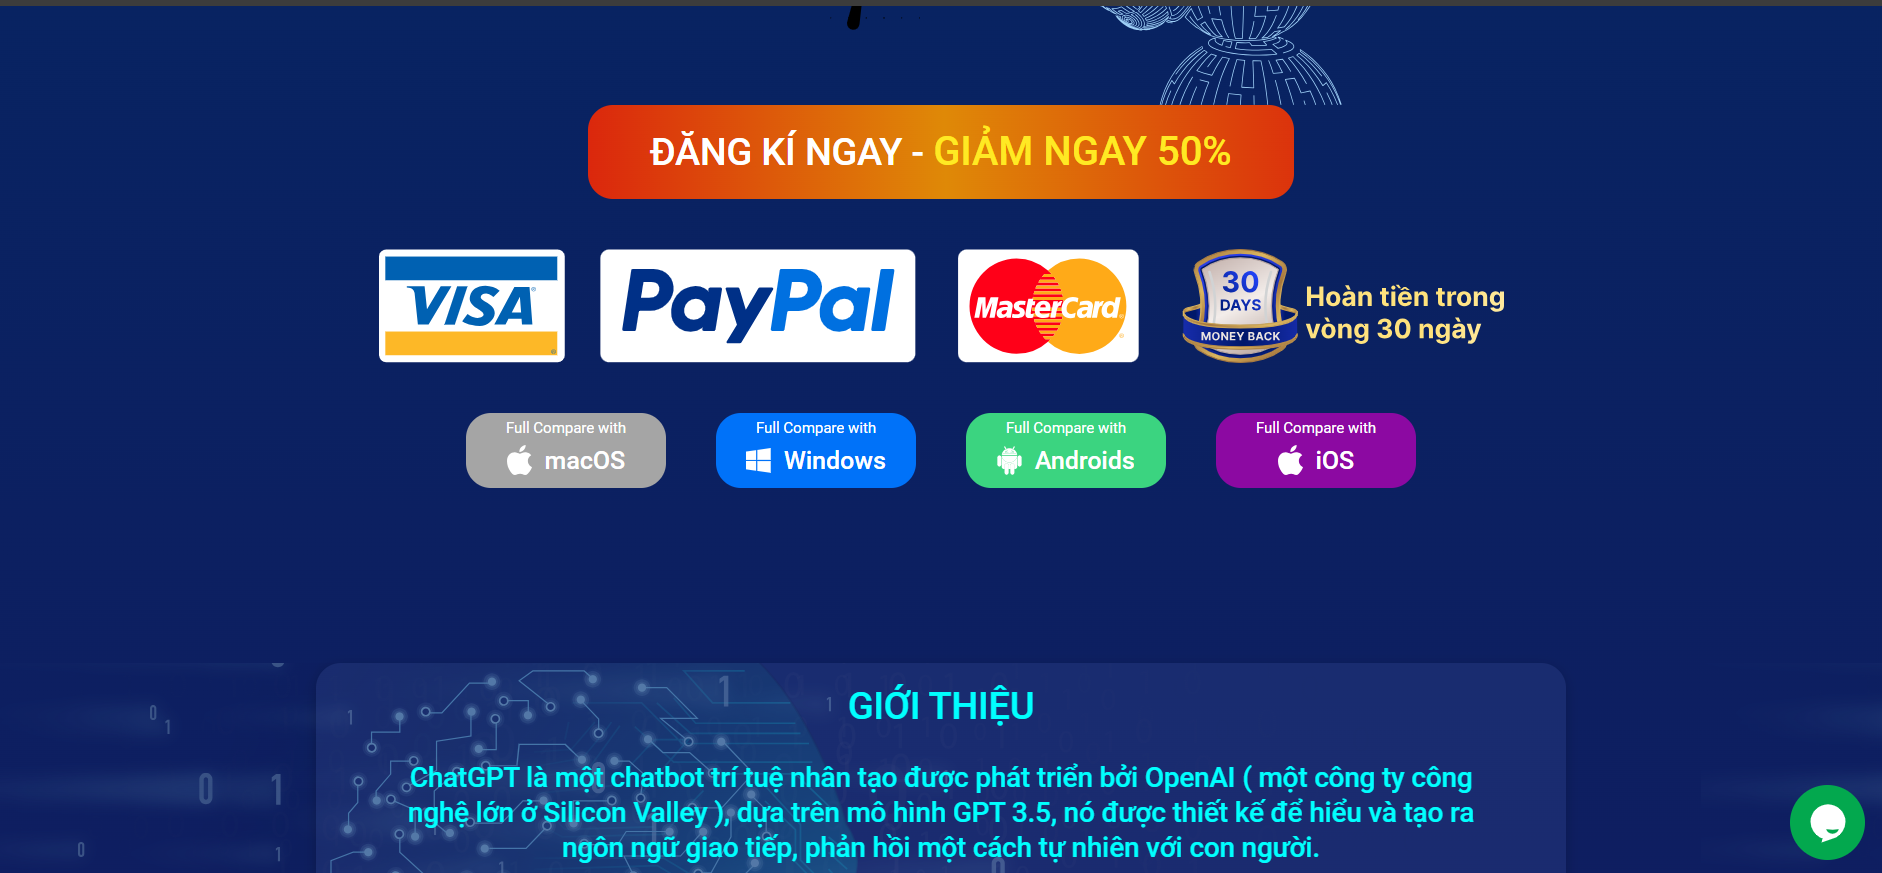 ĐĂNG KÍ NGAY - GIẢM NGAY 50%
VISA
PayPal
MasterCard
30
DAYS
MONEY BACK
Hoàn tiền trong
vòng 30 ngày
Full Compare with
macOS
Full Compare with
Windows
Full Compare with
Androids
Full Compare with
iOS
GIỚI THIỆU
ChatGPT là một chatbot trí tuệ nhân tạo được phát triển bởi OpenAI ( một công ty công
nghệ lớn ở Silicon Valley ), dựa trên mô hình GPT 3.5, nó được thiết kế để hiểu và tạo ra
ngôn ngữ giao tiếp, phản hồi một cách tự nhiên với con người.